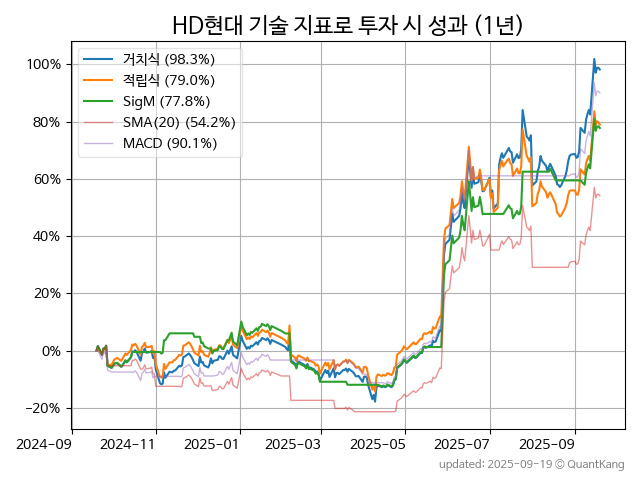 HD현대 기술 지표로 투자 시 성과 (1년)
거치식 (98.3%)
적립식 (79.0%)
SigM (77.8%)
SMA(20) (54.2%)
MACD (90.1%)
100%
80%
60%
40%
20%
0%
−20%
2024-09 2024-11 2025-01 2025-03 2025-05 2025-07 2025-09
updated: 2025-09-19 © QuantKang